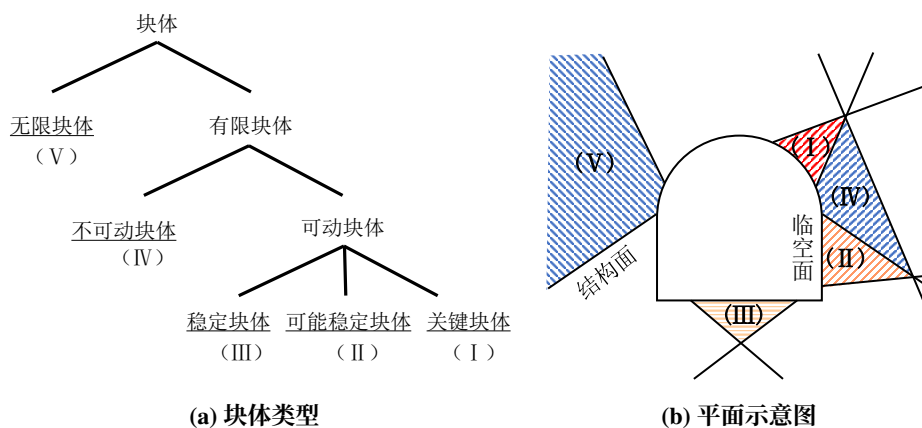 块体
无限块体
（Ⅴ）
有限块体
不可动块体
（Ⅳ）
可动块体
稳定块体
（Ⅲ）
可能稳定块体
（Ⅱ）
关键块体
（Ⅰ）
(a) 块体类型
(Ⅴ)
(Ⅰ)
(Ⅳ)
结构面
临空面
(Ⅱ)
(Ⅲ)
(b) 平面示意图